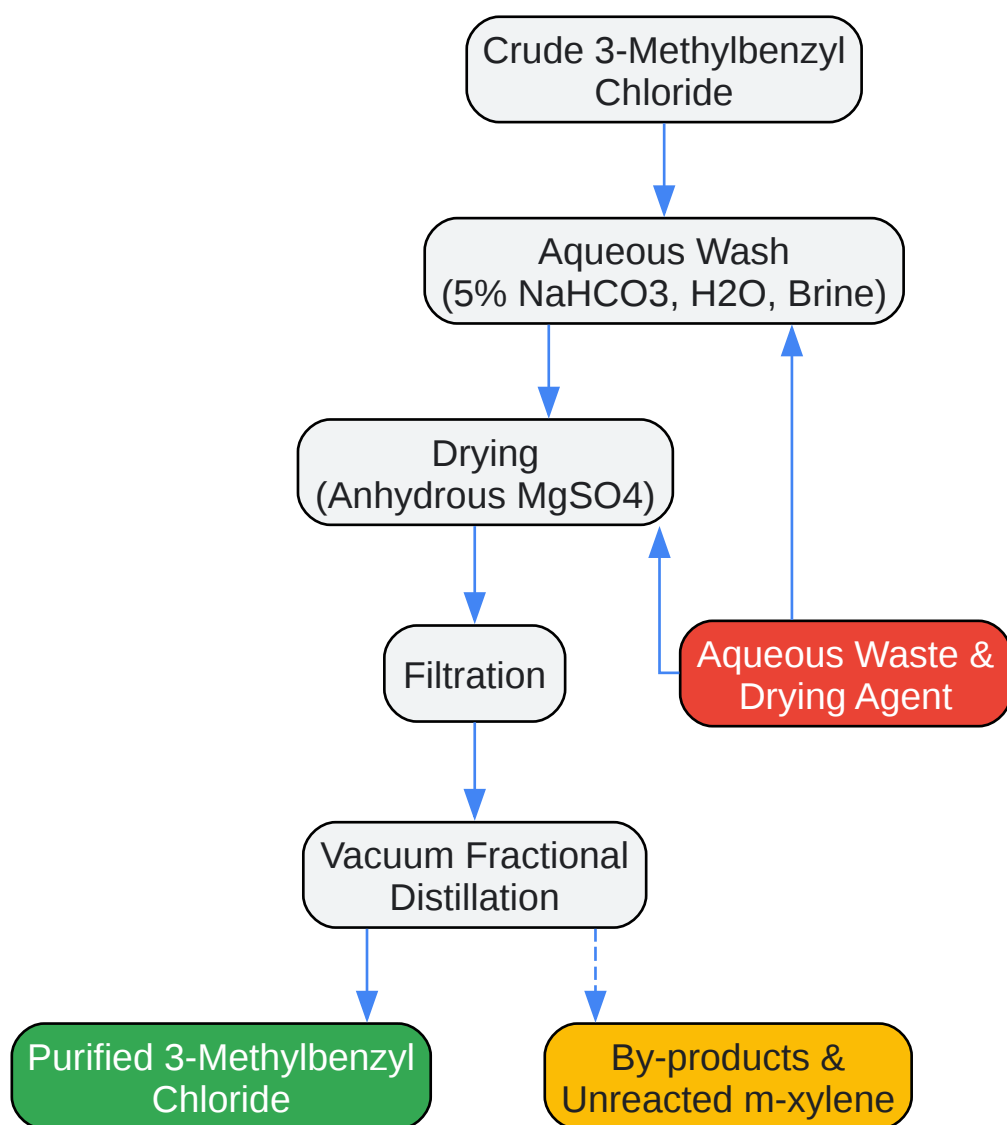 Crude 3-Methylbenzyl
Chloride
Aqueous Wash
(5% NaHCO3, H2O, Brine)
Drying
(Anhydrous MgSO4)
Filtration
Aqueous Waste &
Drying Agent
Vacuum Fractional
Distillation
Purified 3-Methylbenzyl
Chloride
By-products &
Unreacted m-xylene